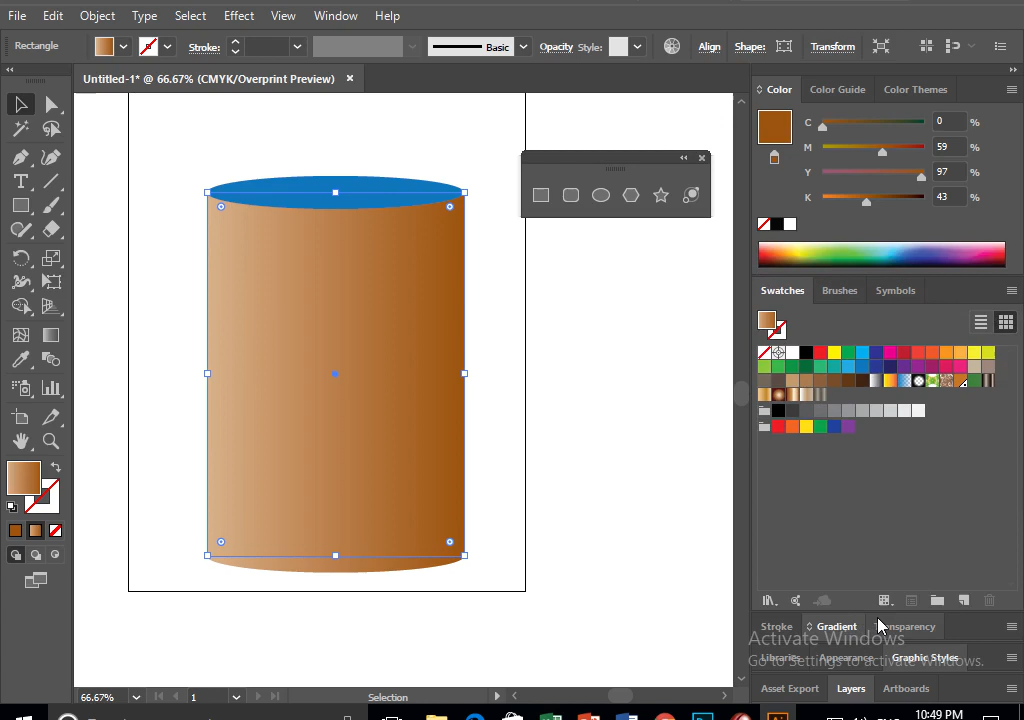 File Edit Object Type Select Effect View Window Help
Rectangle Stroke: Basic Opacity Style: Align Shape: Transform
Untitled-1* @ 66.67% (CMYK/Overprint Preview) ×
Color Color Guide Color Themes
C 0 %
M 59 %
Y 97 %
K 43 %
Swatches Brushes Symbols
Stroke Gradient Transparency
Activate Windows
Libraries Appearance Graphic Styles
Go to Settings to activate Windows.
Asset Export Layers Artboards
66.67% 1 Selection
10:49 PM